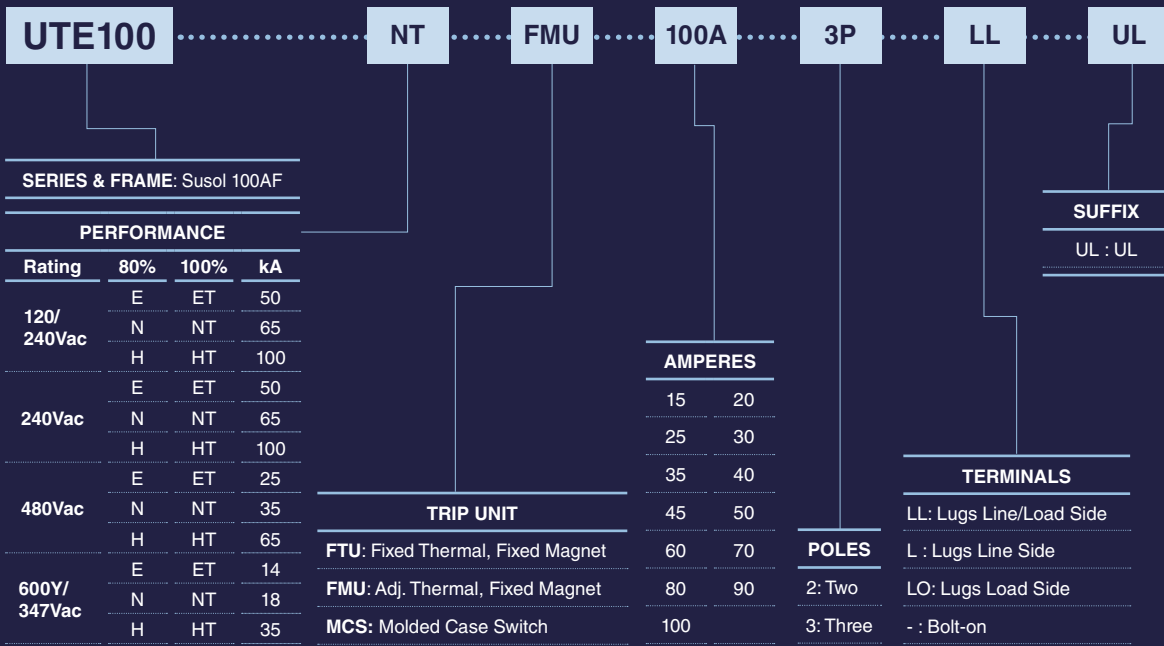 UTE100 NT FMU 100A 3P LL UL
SERIES & FRAME: Susol 100AF
PERFORMANCE
Rating 80% 100% kA
120/
240Vac
E ET 50
N NT 65
H HT 100
240Vac
E ET 50
N NT 65
H HT 100
480Vac
E ET 25
N NT 35
H HT 65
600Y/
347Vac
E ET 14
N NT 18
H HT 35
TRIP UNIT
FTU: Fixed Thermal, Fixed Magnet
FMU: Adj. Thermal, Fixed Magnet
MCS: Molded Case Switch
AMPERES
15 20
25 30
35 40
45 50
60 70
80 90
100
POLES
2: Two
3: Three
TERMINALS
LL: Lugs Line/Load Side
L : Lugs Line Side
LO: Lugs Load Side
- : Bolt-on
SUFFIX
UL : UL